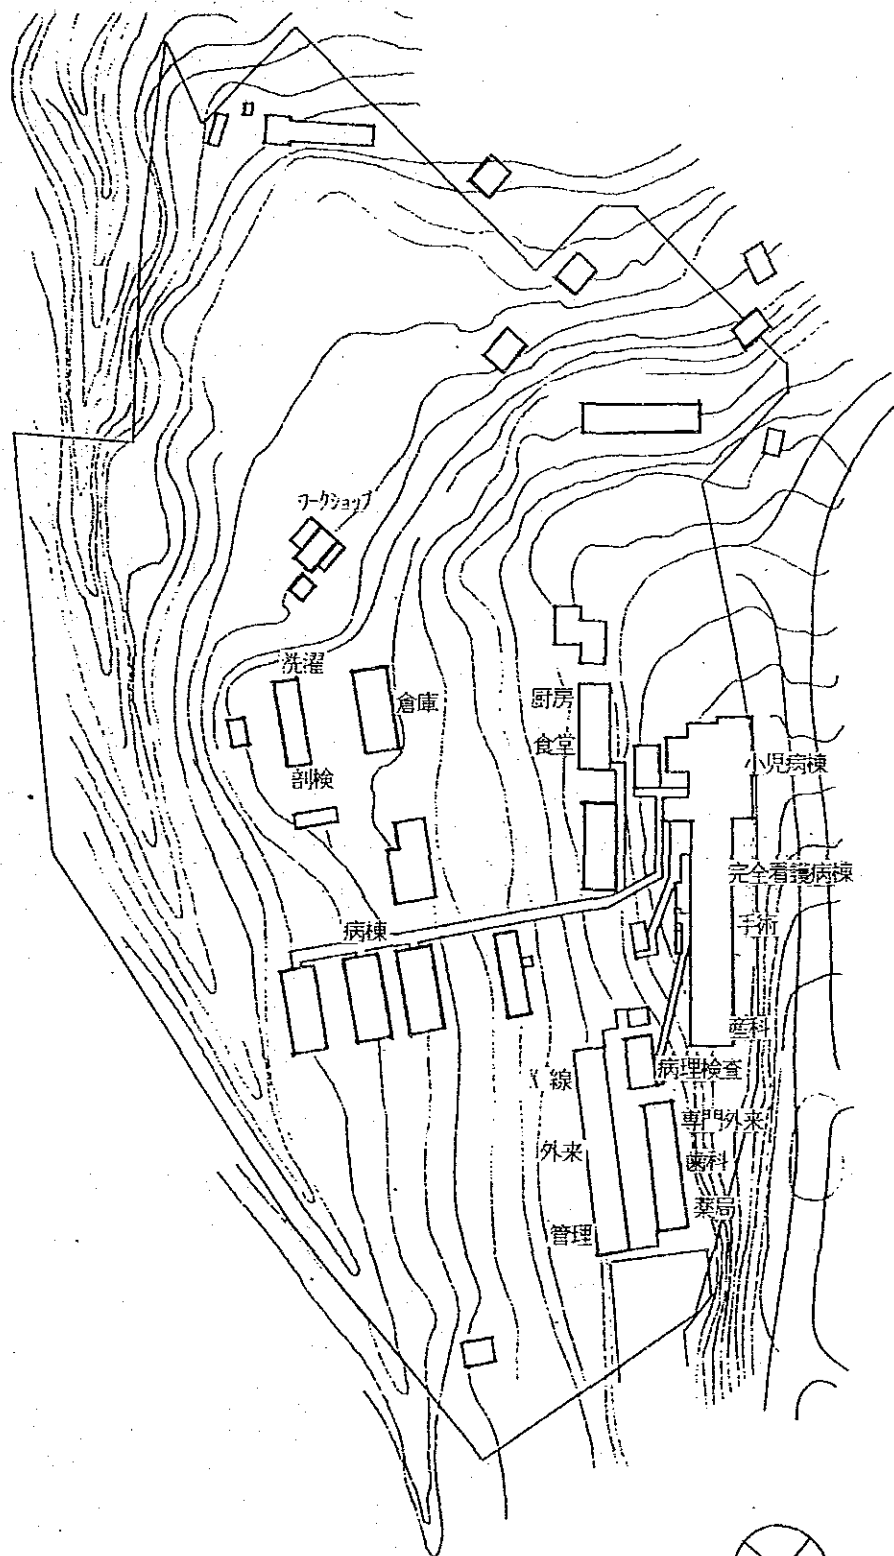 ワークショップ
洗濯
倉庫
厨房
食堂
小児病棟
剖検
完全看護病棟
手術
病棟
産科
線
病理検査
専門外来
外来
歯科
薬局
管理